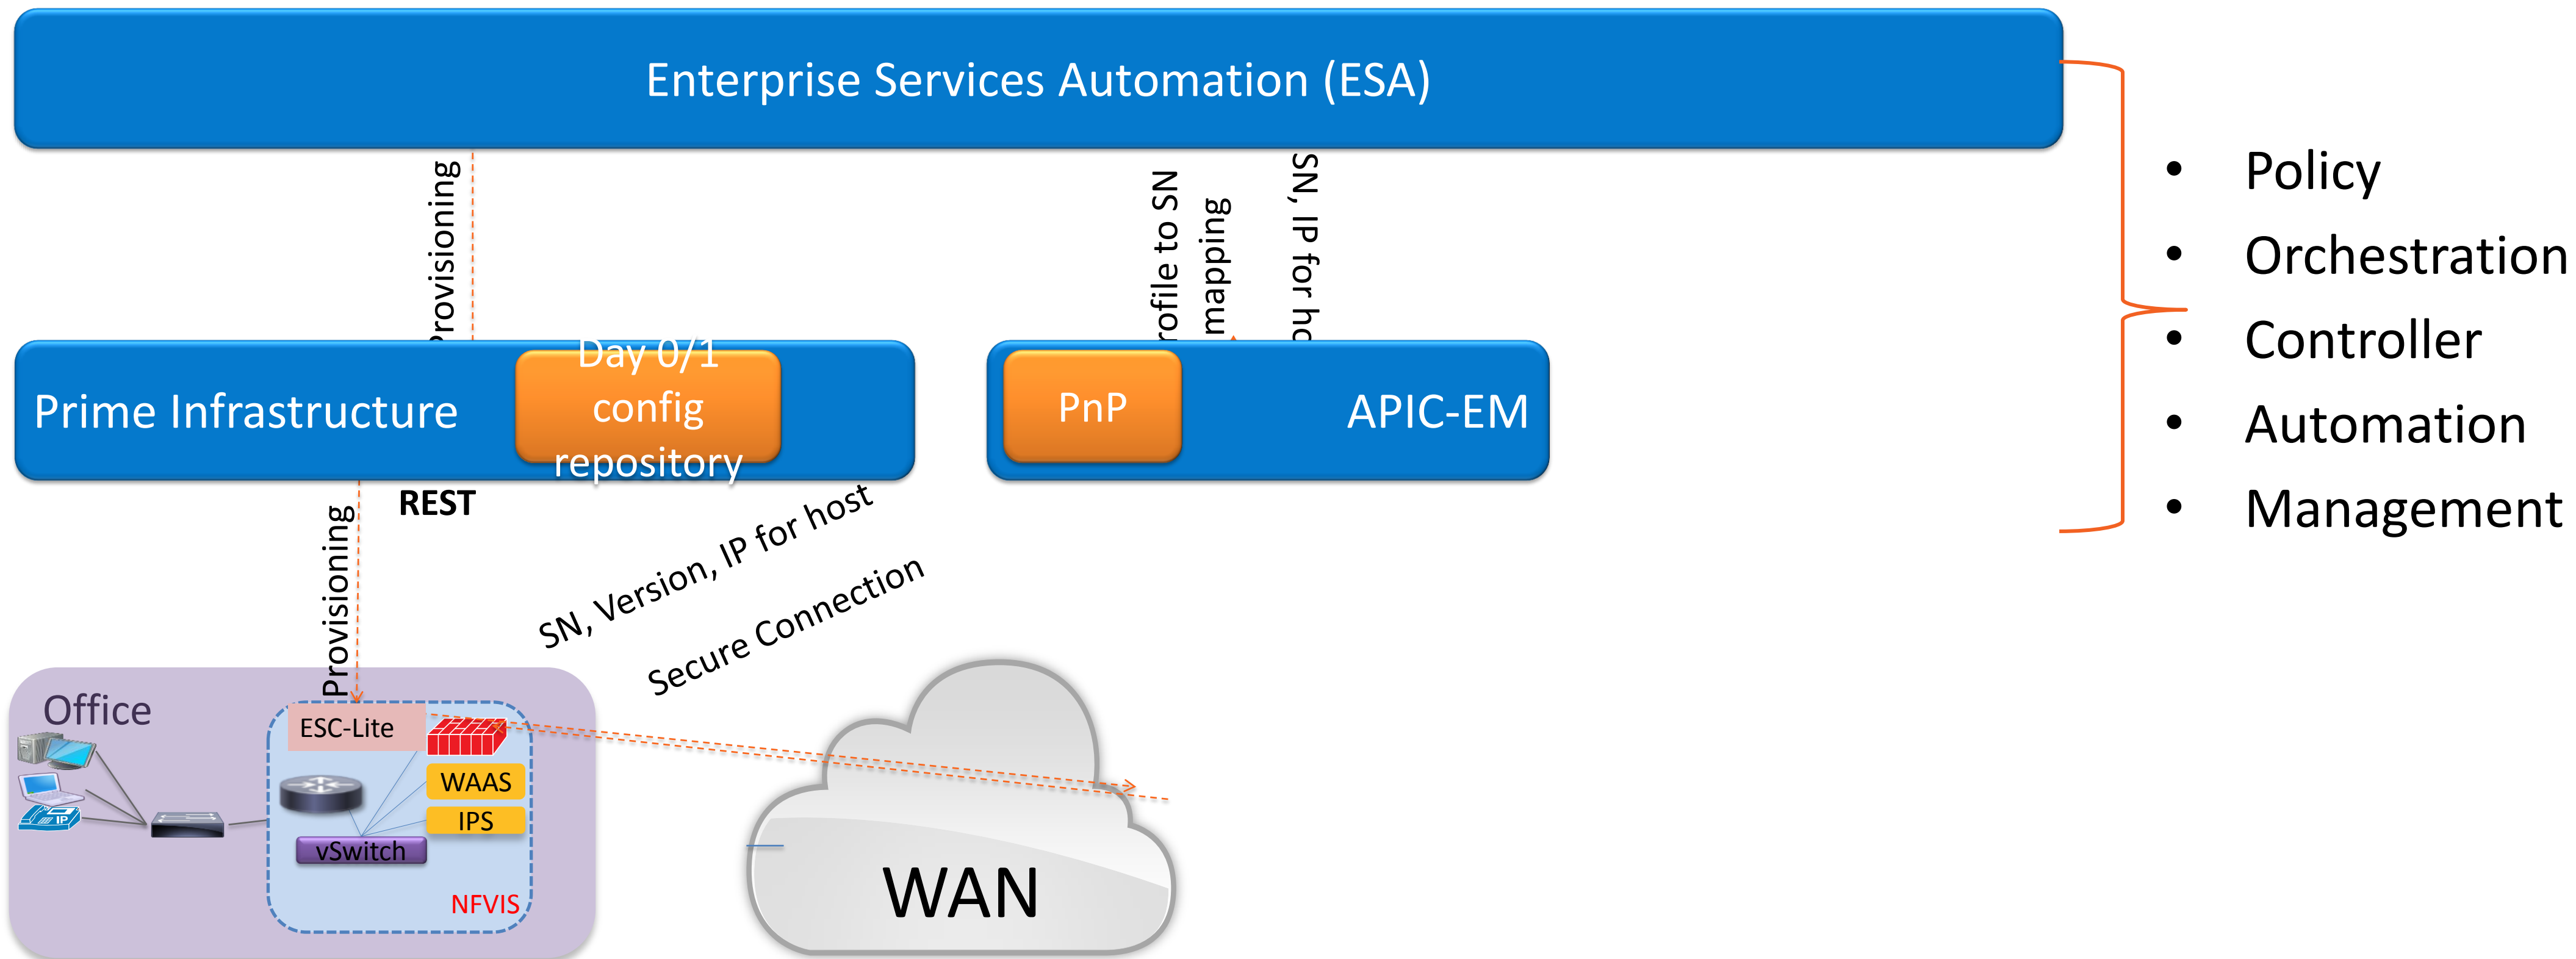 Enterprise Services Automation (ESA)
Provisioning
rofile to SN
mapping
SN, IP for ho
Policy
Orchestration
Controller
Automation
Management
Prime Infrastructure
Day 0/1
config
repository
PnP
APIC-EM
REST
Provisioning
SN, Version, IP for host
Secure Connection
Office
ESC-Lite
WAAS
IPS
vSwitch
IP
NFVIS
WAN